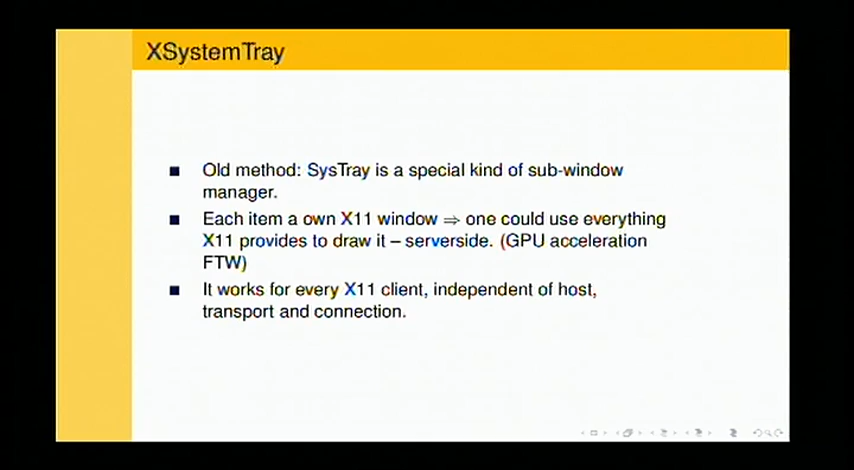 XSystemTray
Old method: SysTray is a special kind of sub-window
manager.
Each item a own X11 window ⇒ one could use everything
X11 provides to draw it – serverside. (GPU acceleration
FTW)
It works for every X11 client, independent of host,
transport and connection.